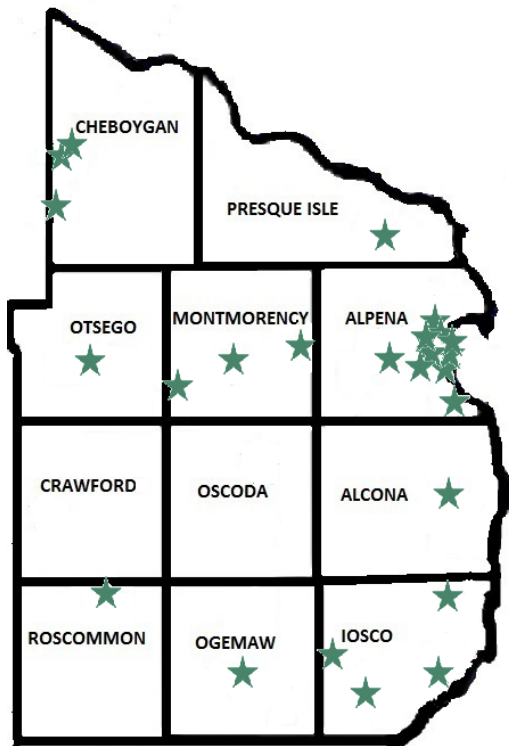 CHEBOYGAN
PRESQUE ISLE
OTSEGO
MONTMORENCY
ALPENA
CRAWFORD
OSCODA
ALCONA
ROSCOMMON
OGEMAW
IOSCO